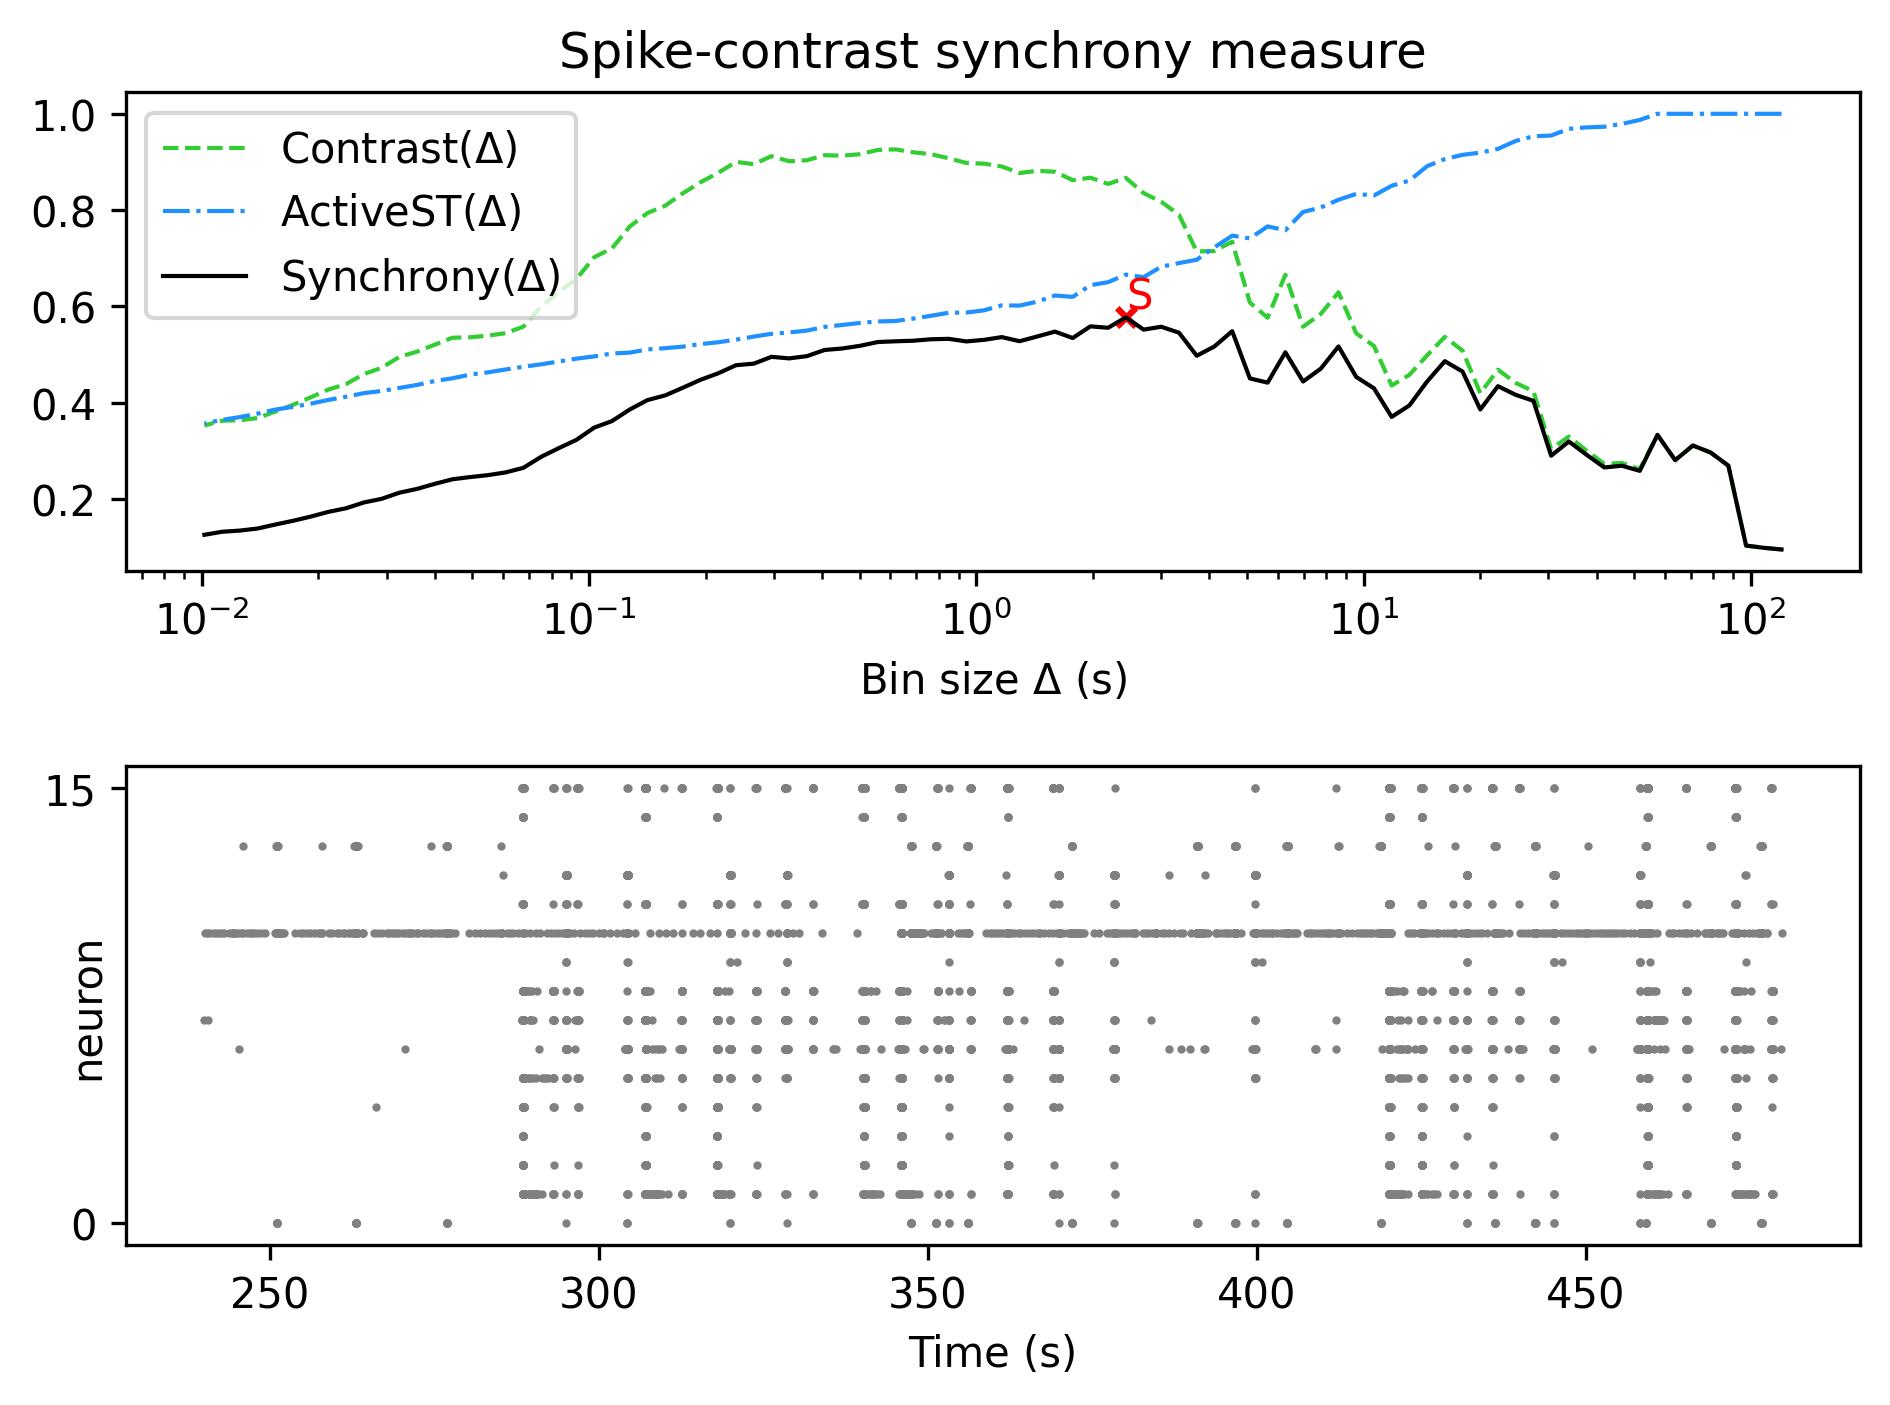 Spike-contrast synchrony measure
1.0
0.8
0.6
0.4
0.2
Contrast(Δ)
ActiveST(Δ)
Synchrony(Δ)
S
10⁻² 10⁻¹ 10⁰ 10¹ 10²
Bin size Δ (s)
15
0
neuron
250 300 350 400 450
Time (s)